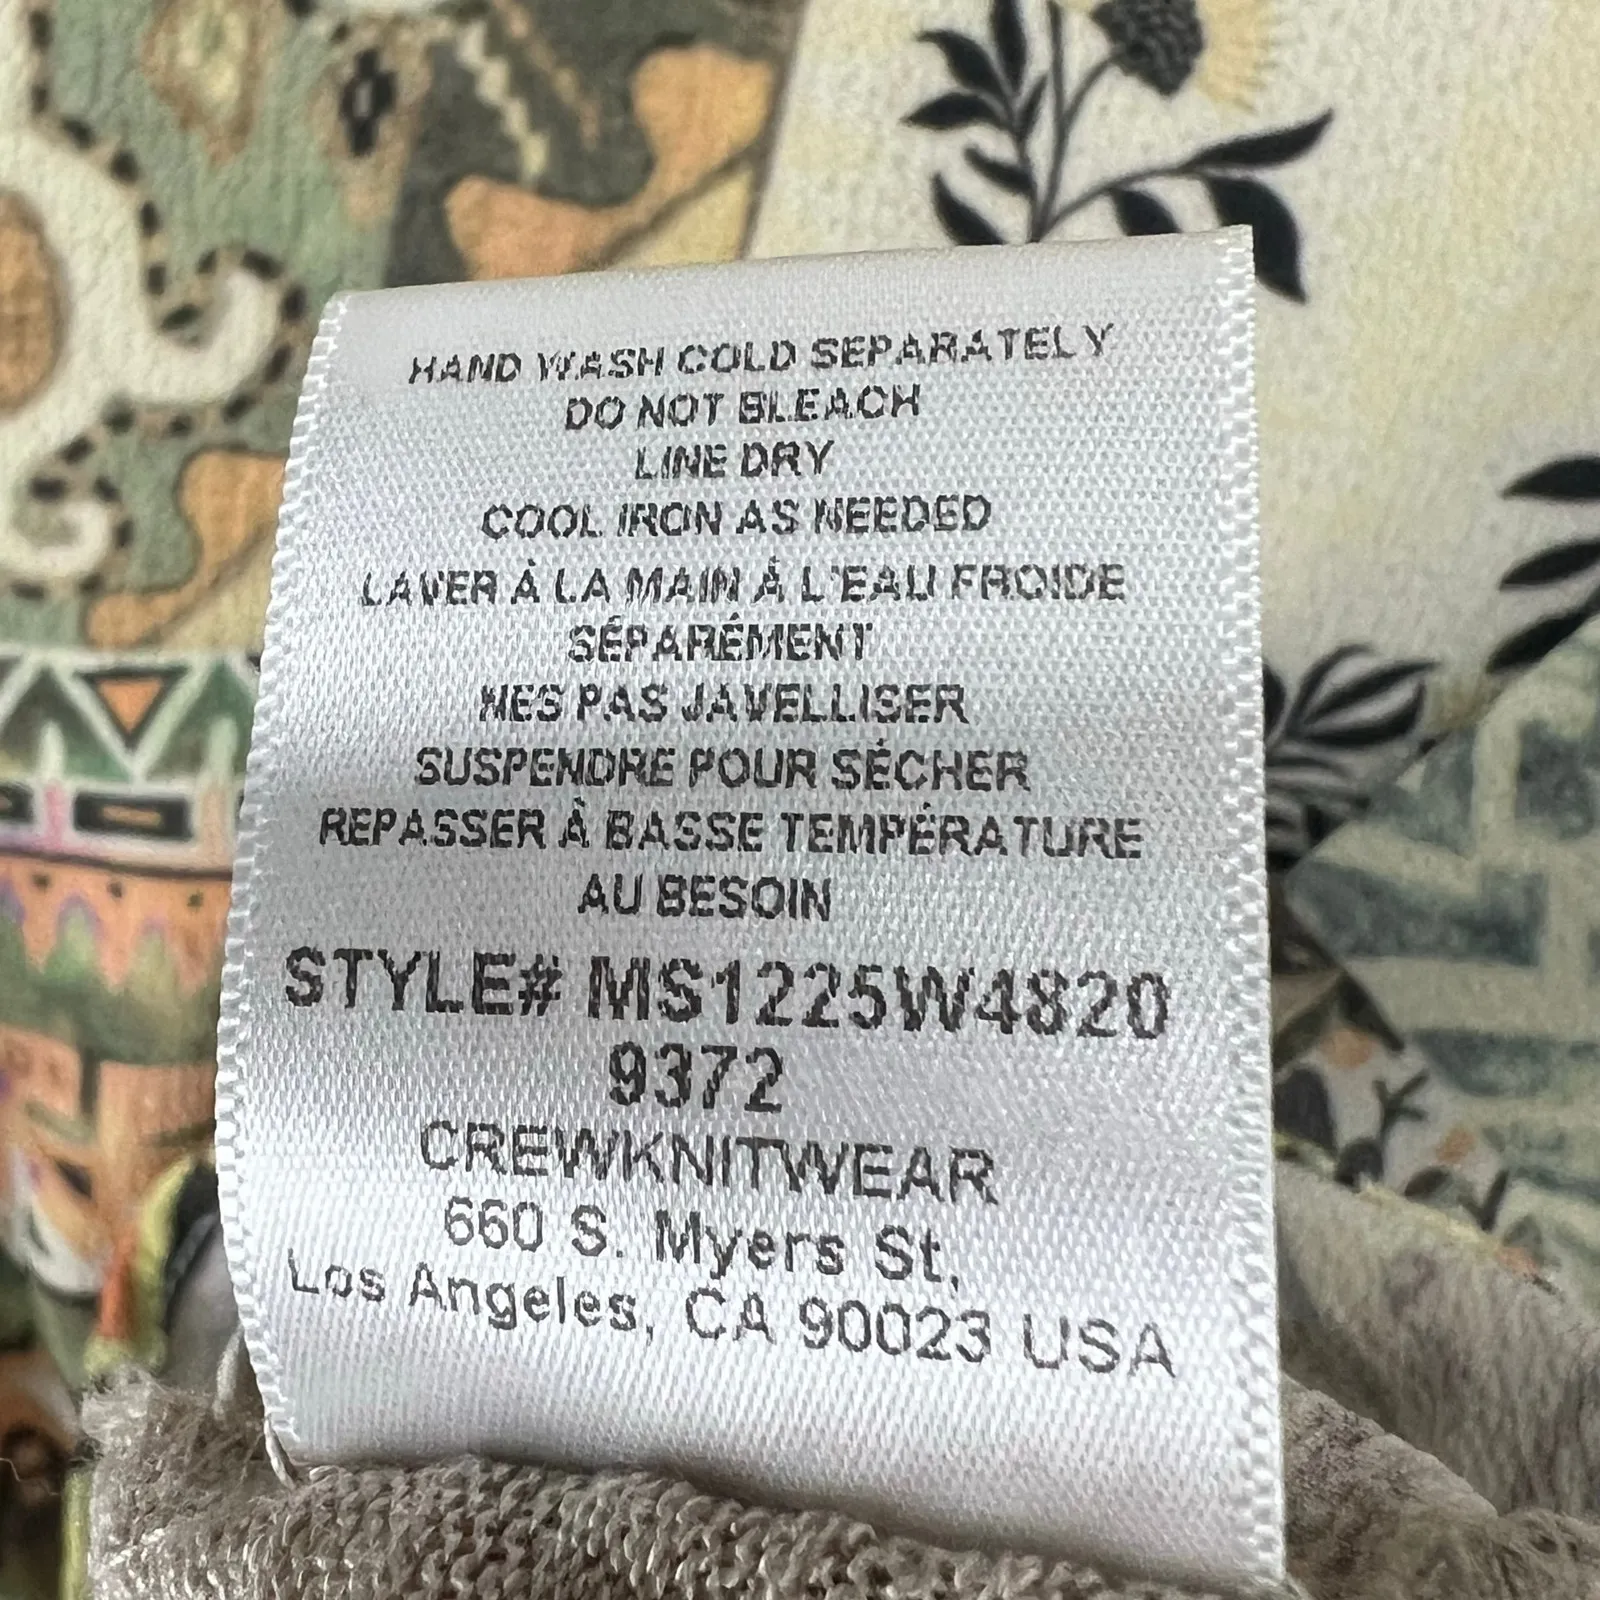 HAND WASH COLD SEPARATELY
DO NOT BLEACH
LINE DRY
COOL IRON AS NEEDED
LAVER À LA MAIN À L'EAU FROIDE
SÉPARÉMENT
NES PAS JAVELLISER
SUSPENDRE POUR SÉCHER
REPASSER À BASSE TEMPÉRATURE
AU BESOIN
STYLE# MS1225W4820
9372
CREWKNITWEAR
660 S. Myers St,
Los Angeles, CA 90023 USA